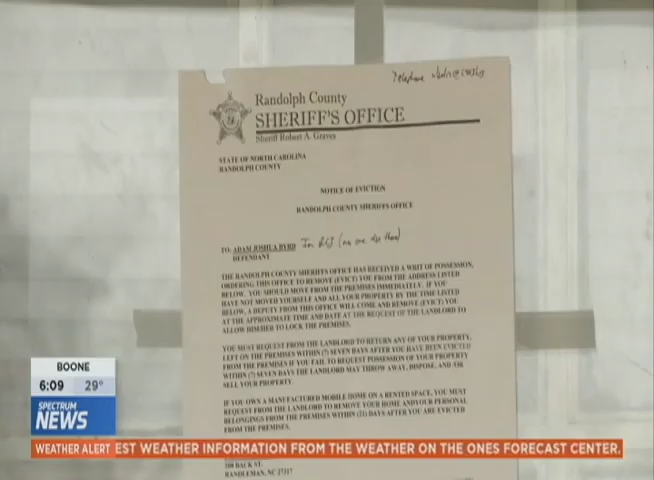 Randolph County
SHERIFF'S OFFICE
Sheriff Robert A. Graves
STATE OF NORTH CAROLINA
RANDOLPH COUNTY
NOTICE OF EVICTION
RANDOLPH COUNTY SHERIFFS OFFICE
TO: ADAM JOSHUA BYRD
DEFENDANT
THE RANDOLPH COUNTY SHERIFFS OFFICE HAS RECEIVED A WRIT OF POSSESSION,
ORDERING THIS OFFICE TO REMOVE (EVICT) YOU FROM THE ADDRESS LISTED
BELOW. YOU SHOULD MOVE FROM THE PREMISES IMMEDIATELY. IF YOU
HAVE NOT MOVED YOURSELF AND ALL YOUR PROPERTY BY THE TIME LISTED
BELOW, A DEPUTY FROM THIS OFFICE WILL COME AND REMOVE (EVICT) YOU
AT THE APPROXIMATE TIME AND DATE AT THE REQUEST OF THE LANDLORD TO
ALLOW HIM/HER TO LOCK THE PREMISES.
YOU MUST REQUEST FROM THE LANDLORD TO RETURN ANY OF YOUR PROPERTY,
LEFT ON THE PREMISES WITHIN (7) SEVEN DAYS AFTER YOU HAVE BEEN EVICTED
FROM THE PREMISES IF YOU FAIL TO REQUEST POSSESSION OF YOUR PROPERTY
WITHIN (7) SEVEN DAYS THE LANDLORD MAY THROW AWAY, DISPOSE, AND
SELL YOUR PROPERTY.
IF YOU OWN A MANUFACTURED MOBILE HOME ON A RENTED SPACE, YOU MUST
REQUEST FROM THE LANDLORD TO REMOVE YOUR HOME AND/YOUR PERSONAL
BELONGINGS FROM THE PREMISES WITHIN (21) DAYS AFTER YOU ARE EVICTED
FROM THE PREMISES.
BACK ST.
RANDLEMAN, NC 27317
BOONE
6:09 29°
SPECTRUM
NEWS
WEATHER ALERT EST WEATHER INFORMATION FROM THE WEATHER ON THE ONES FORECAST CENTER.